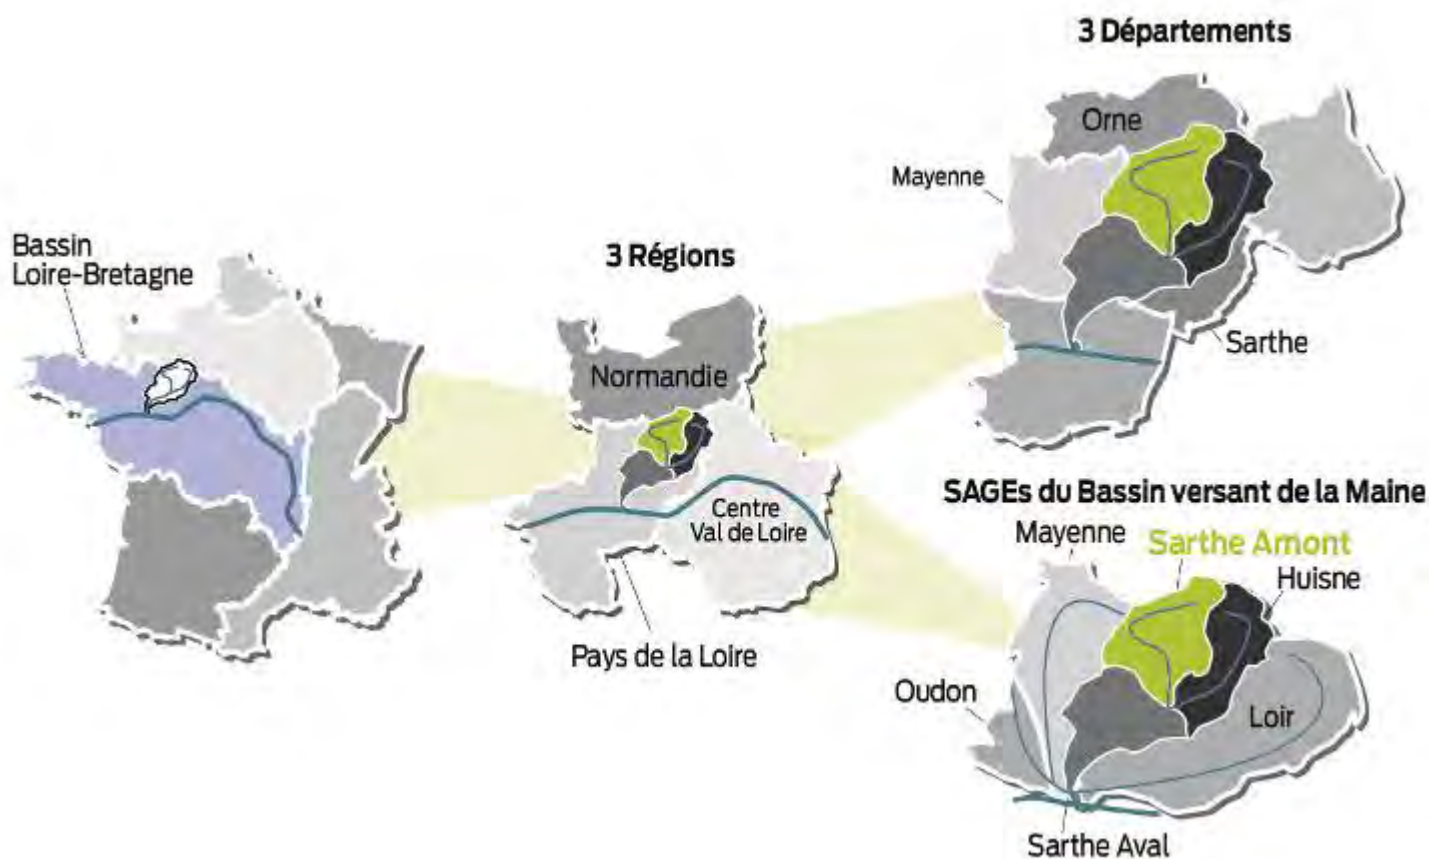 3 Départements
Orne
Mayenne
Sarthe
Bassin
Loire-Bretagne
3 Régions
Normandie
Centre
Val de Loire
Pays de la Loire
SAGEs du Bassin versant de la Maine
Mayenne
Sarthe Amont
Huisne
Oudon
Loir
Sarthe Aval